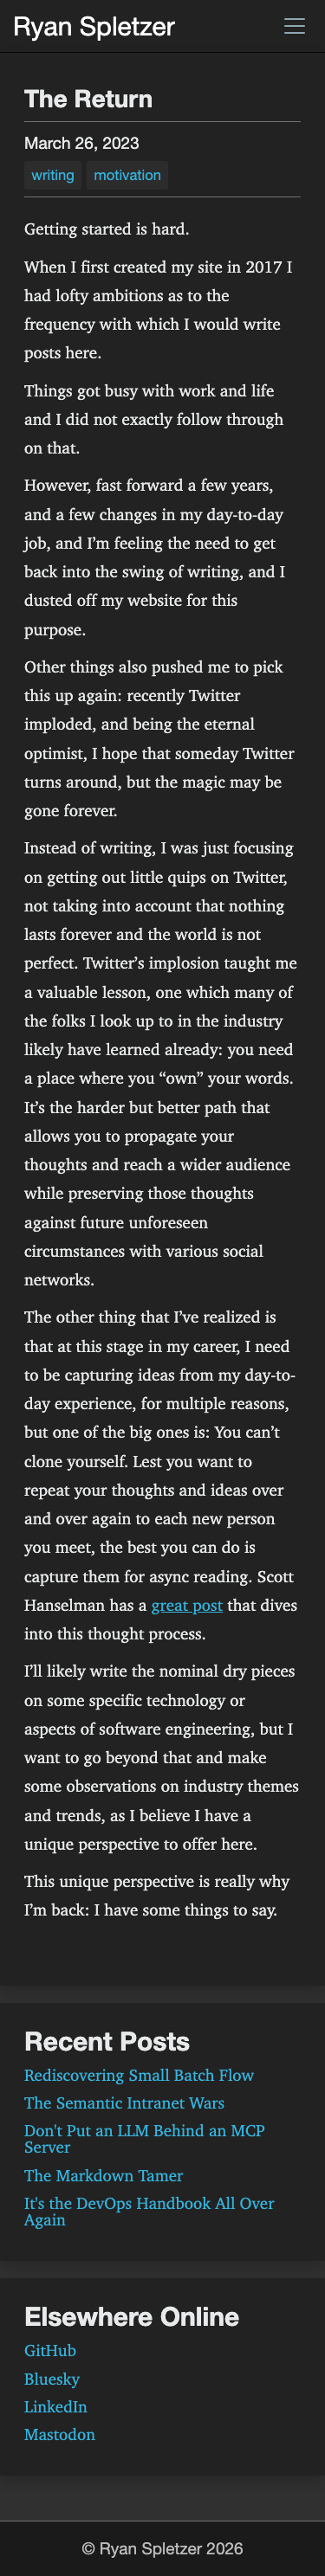 Ryan Spletzer
The Return
March 26, 2023
writing motivation
Getting started is hard.
When I first created my site in 2017 I
had lofty ambitions as to the
frequency with which I would write
posts here.
Things got busy with work and life
and I did not exactly follow through
on that.
However, fast forward a few years,
and a few changes in my day-to-day
job, and I’m feeling the need to get
back into the swing of writing, and I
dusted off my website for this
purpose.
Other things also pushed me to pick
this up again: recently Twitter
imploded, and being the eternal
optimist, I hope that someday Twitter
turns around, but the magic may be
gone forever.
Instead of writing, I was just focusing
on getting out little quips on Twitter,
not taking into account that nothing
lasts forever and the world is not
perfect. Twitter’s implosion taught me
a valuable lesson, one which many of
the folks I look up to in the industry
likely have learned already: you need
a place where you “own” your words.
It’s the harder but better path that
allows you to propagate your
thoughts and reach a wider audience
while preserving those thoughts
against future unforeseen
circumstances with various social
networks.
The other thing that I’ve realized is
that at this stage in my career, I need
to be capturing ideas from my day-to-
day experience, for multiple reasons,
but one of the big ones is: You can’t
clone yourself. Lest you want to
repeat your thoughts and ideas over
and over again to each new person
you meet, the best you can do is
capture them for async reading. Scott
Hanselman has a great post that dives
into this thought process.
I’ll likely write the nominal dry pieces
on some specific technology or
aspects of software engineering, but I
want to go beyond that and make
some observations on industry themes
and trends, as I believe I have a
unique perspective to offer here.
This unique perspective is really why
I’m back: I have some things to say.
Recent Posts
Rediscovering Small Batch Flow
The Semantic Intranet Wars
Don't Put an LLM Behind an MCP
Server
The Markdown Tamer
It's the DevOps Handbook All Over
Again
Elsewhere Online
GitHub
Bluesky
LinkedIn
Mastodon
© Ryan Spletzer 2026